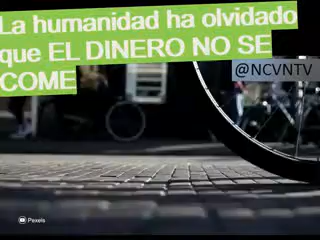 La humanidad ha olvidado
que EL DINERO NO SE
COME
@NCVNTV
Pexels